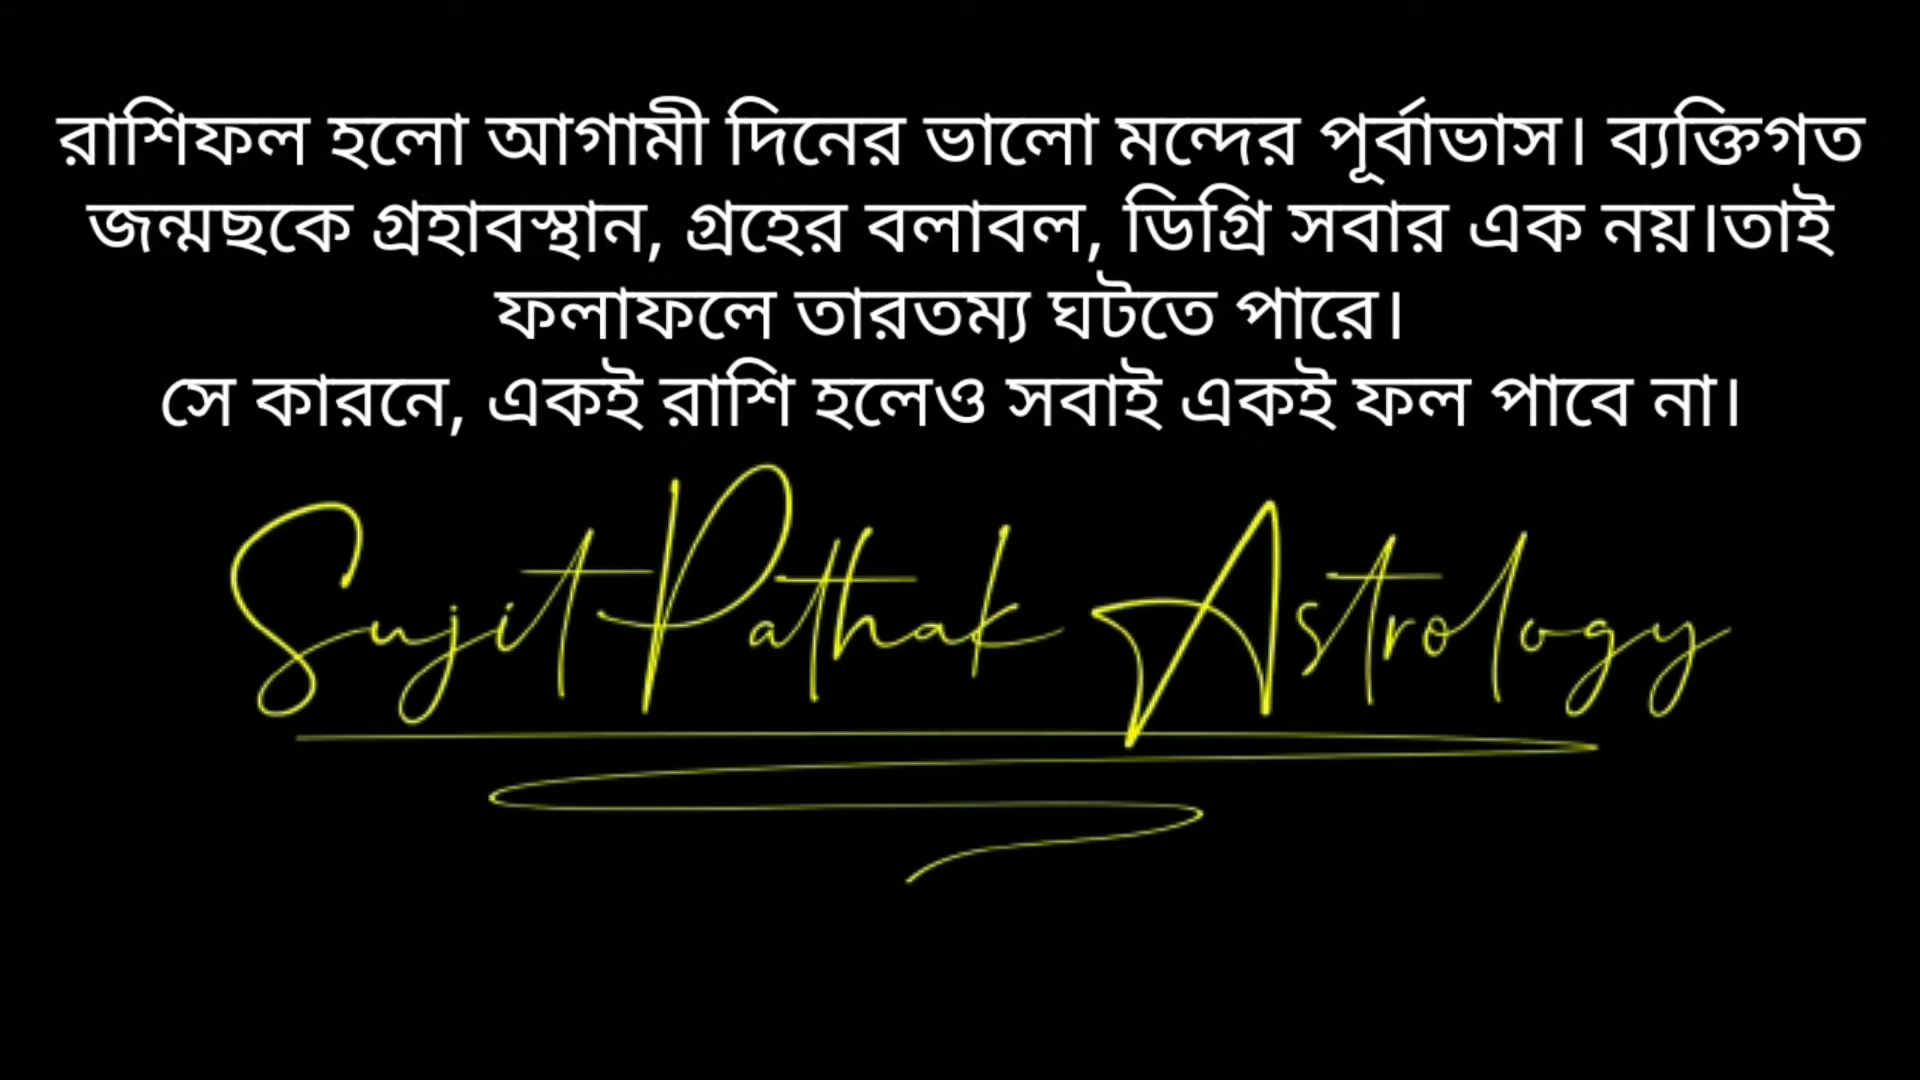 রাশিফল হলো আগামী দিনের ভালো মন্দের পূর্বাভাস। ব্যক্তিগত
জন্মছকে গ্রহাবস্থান, গ্রহের বলাবল, ডিগ্রি সবার এক নয়।তাই
ফলাফলে তারতম্য ঘটতে পারে।
সে কারনে, একই রাশি হলেও সবাই একই ফল পাবে না।
Sujit Pathak Astrology